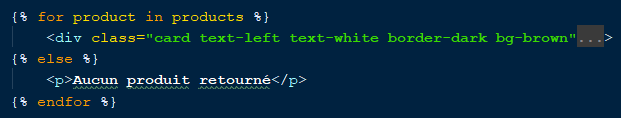 {% for product in products %}
<div class="card text-left text-white border-dark bg-brown"...>
{% else %}
<p>Aucun produit retourné</p>
{% endfor %}